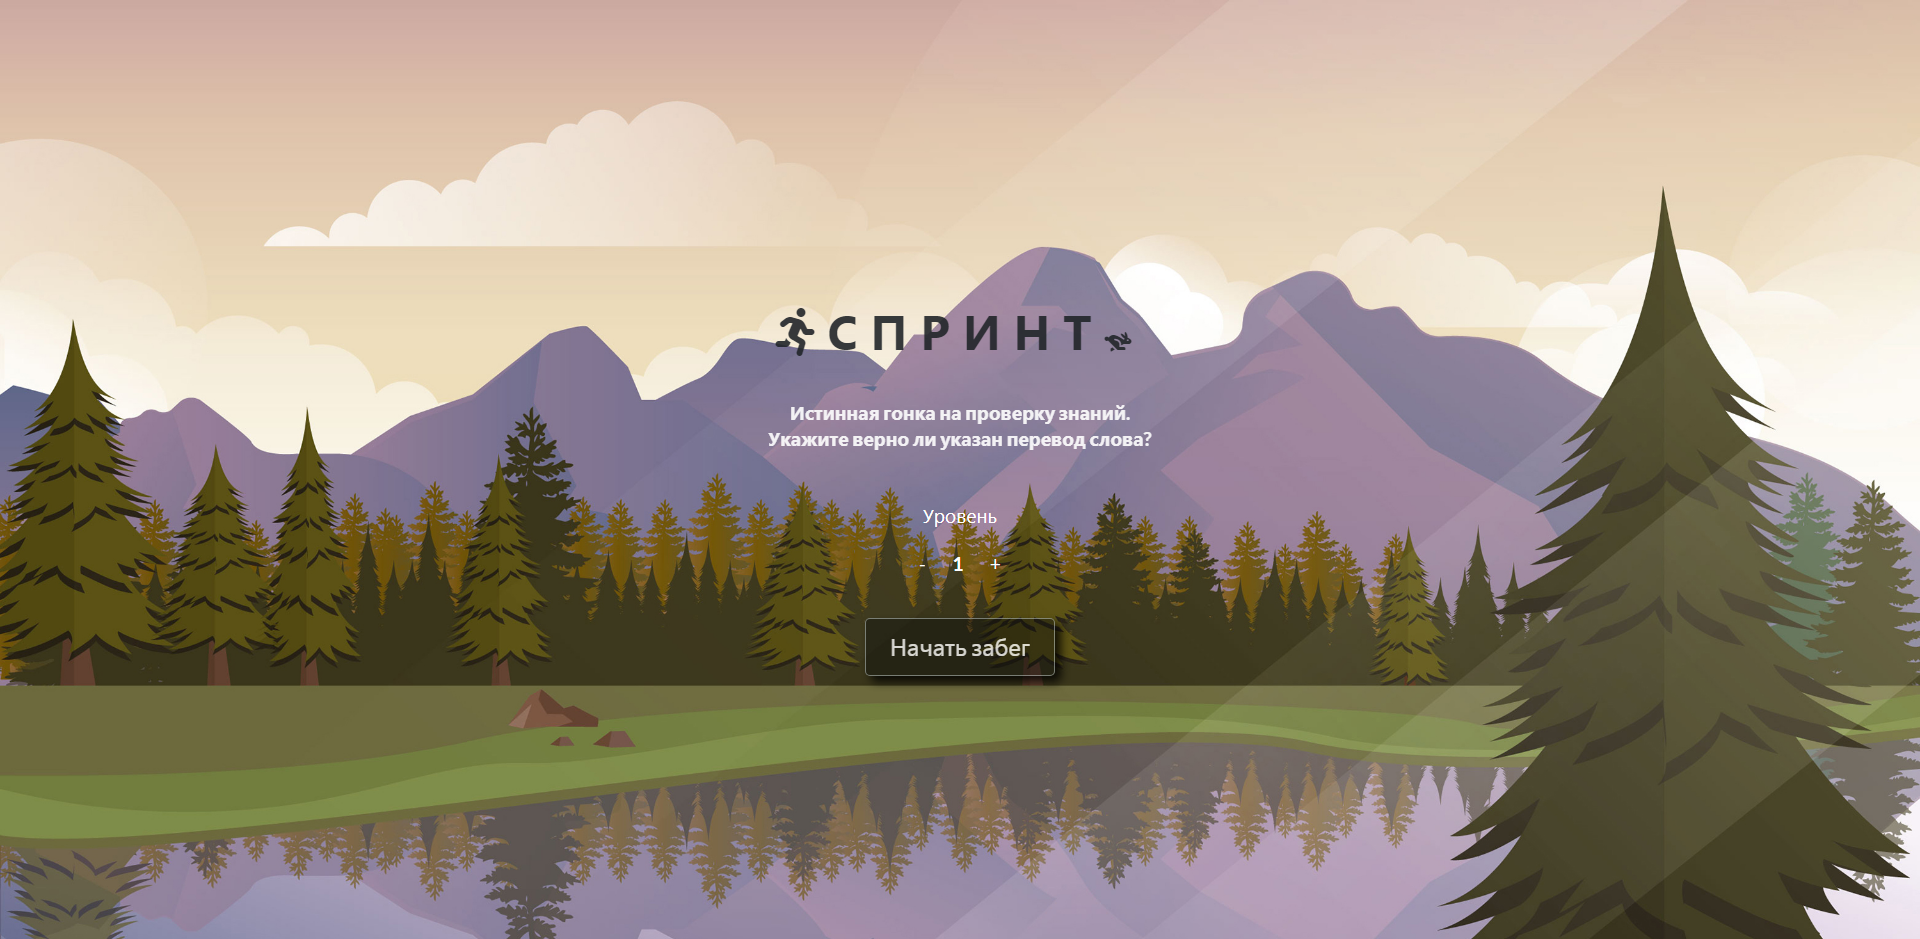 СПРИНТ
Истинная гонка на проверку знаний.
Укажите верно ли указан перевод слова?
Уровень
- 1 +
Начать забег